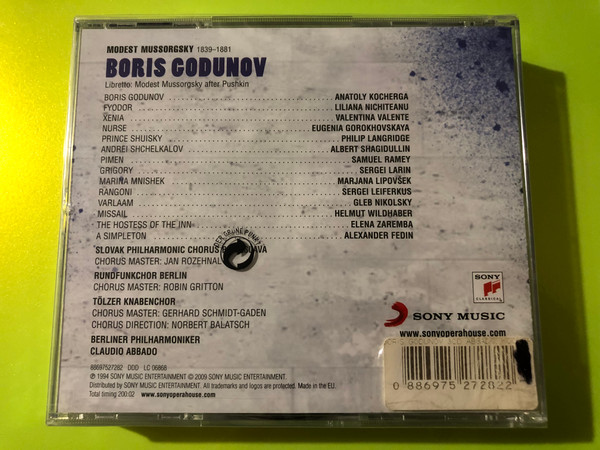 MODEST MUSSORGSKY 1839–1881
BORIS GODUNOV
Libretto: Modest Mussorgsky after Pushkin
BORIS GODUNOV ANATOLY KOCHERGA
FYODOR LILIANA NICHITEANU
XENIA VALENTINA VALENTE
NURSE EUGENIA GOROKHOVSKAYA
PRINCE SHUISKY PHILIP LANGRIDGE
ANDREI SHCHELKALOV ALBERT SHAGIDULLIN
PIMEN SAMUEL RAMEY
GRIGORY SERGEI LARIN
MARINA MNISHEK MARJANA LIPOVŠEK
RANGONI SERGEI LEIFERKUS
VARLAAM GLEB NIKOLSKY
MISSAIL HELMUT WILDHABER
THE HOSTESS OF THE INN ELENA ZAREMBA
A SIMPLETON ALEXANDER FEDIN
DER GRÜNE PUNKT
SLOVAK PHILHARMONIC CHORUS
CHORUS MASTER: JAN ROZEHNAL
RUNDFUNKCHOR BERLIN
CHORUS MASTER: ROBIN GRITTON
TÖLZER KNABENCHOR
CHORUS MASTER: GERHARD SCHMIDT-GADEN
CHORUS DIRECTION: NORBERT BALATSCH
BERLINER PHILHARMONIKER
CLAUDIO ABBADO
SONY
CLASSICAL
SONY MUSIC
www.sonyoperahouse.com
88697527282 DDD LC 06868
℗ 1994 SONY MUSIC ENTERTAINMENT © 2009 SONY MUSIC ENTERTAINMENT.
Distributed by SONY MUSIC ENTERTAINMENT. All trademarks and logos are protected. Made in the EU.
Total timing 200:02 www.sonyoperahouse.com
0 886975 272822